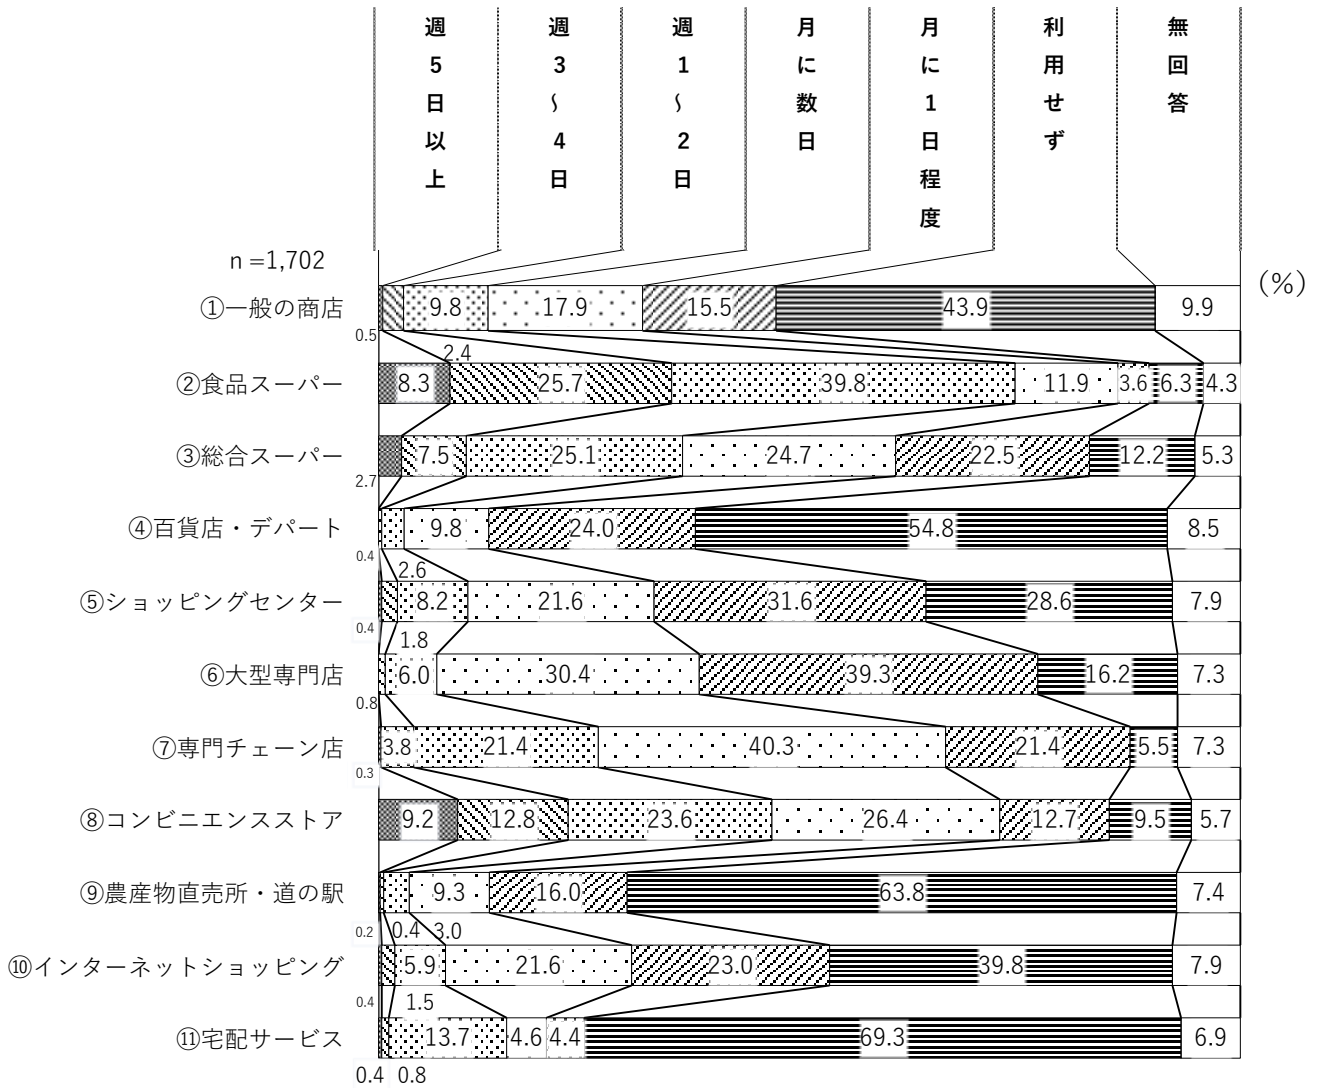 週5日以上
週3〜4日
週1〜2日
月に数日
月に1日程度
利用せず
無回答
n=1,702
(%)
①一般の商店 9.8 17.9 15.5 43.9 9.9
0.5
2.4
②食品スーパー 8.3 25.7 39.8 11.9 3.6 6.3 4.3
③総合スーパー 7.5 25.1 24.7 22.5 12.2 5.3
2.7
④百貨店・デパート 9.8 24.0 54.8 8.5
0.4
2.6
⑤ショッピングセンター 8.2 21.6 31.6 28.6 7.9
0.4
1.8
⑥大型専門店 6.0 30.4 39.3 16.2 7.3
0.8
⑦専門チェーン店 3.8 21.4 40.3 21.4 5.5 7.3
0.3
⑧コンビニエンスストア 9.2 12.8 23.6 26.4 12.7 9.5 5.7
⑨農産物直売所・道の駅 9.3 16.0 63.8 7.4
0.2 0.4 3.0
⑩インターネットショッピング 5.9 21.6 23.0 39.8 7.9
0.4 1.5
⑪宅配サービス 13.7 4.6 4.4 69.3 6.9
0.4 0.8